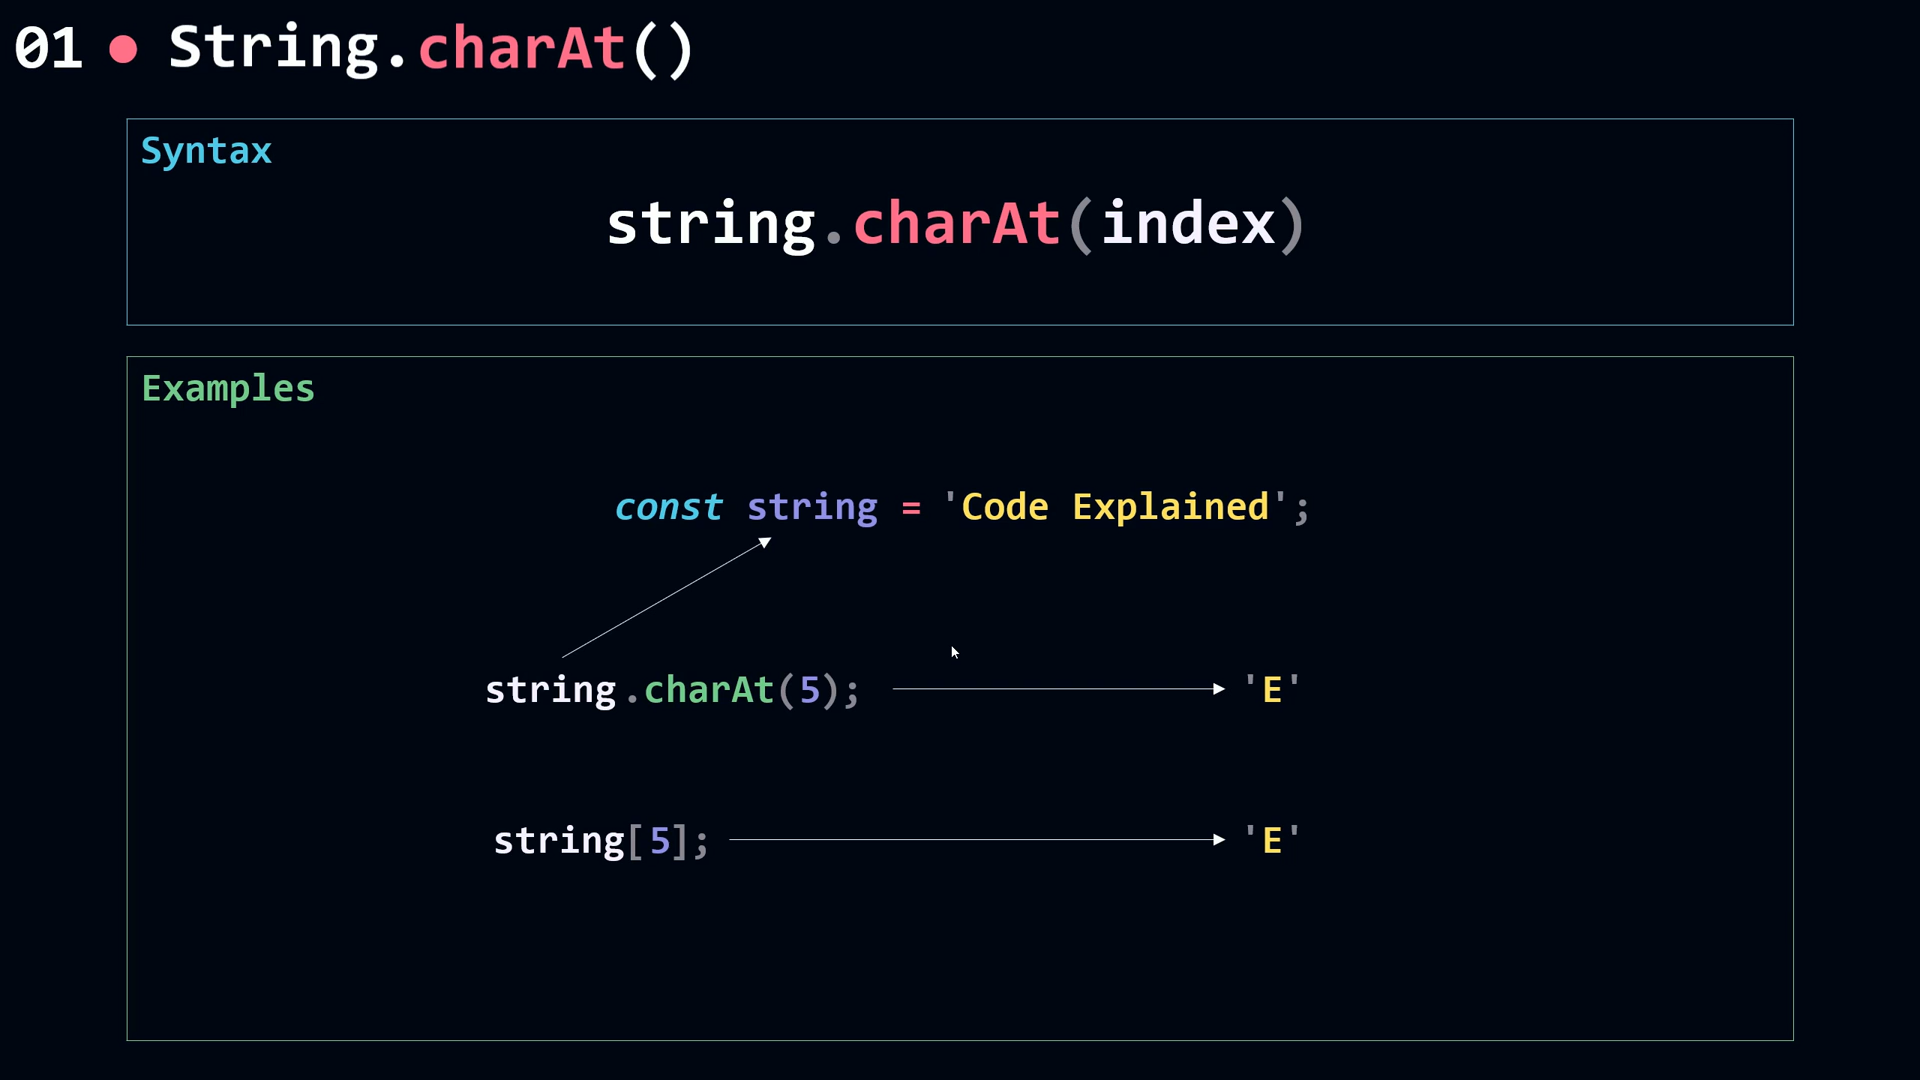 01 ● String.charAt()
Syntax
string.charAt(index)
Examples
const string = 'Code Explained';
string.charAt(5); 'E'
string[5]; 'E'